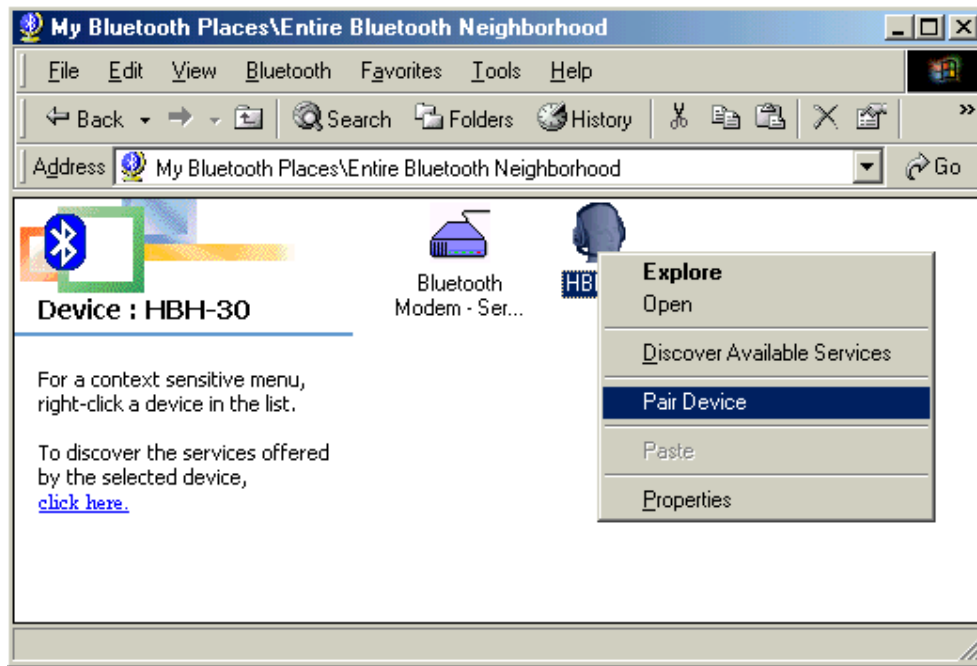 My Bluetooth Places\Entire Bluetooth Neighborhood
File Edit View Bluetooth Favorites Tools Help
Back Search Folders History »
Address My Bluetooth Places\Entire Bluetooth Neighborhood Go
Device : HBH-30
For a context sensitive menu,
right-click a device in the list.
To discover the services offered
by the selected device,
click here.
Bluetooth
Modem - Ser...
Explore
Open
Discover Available Services
Pair Device
Paste
Properties